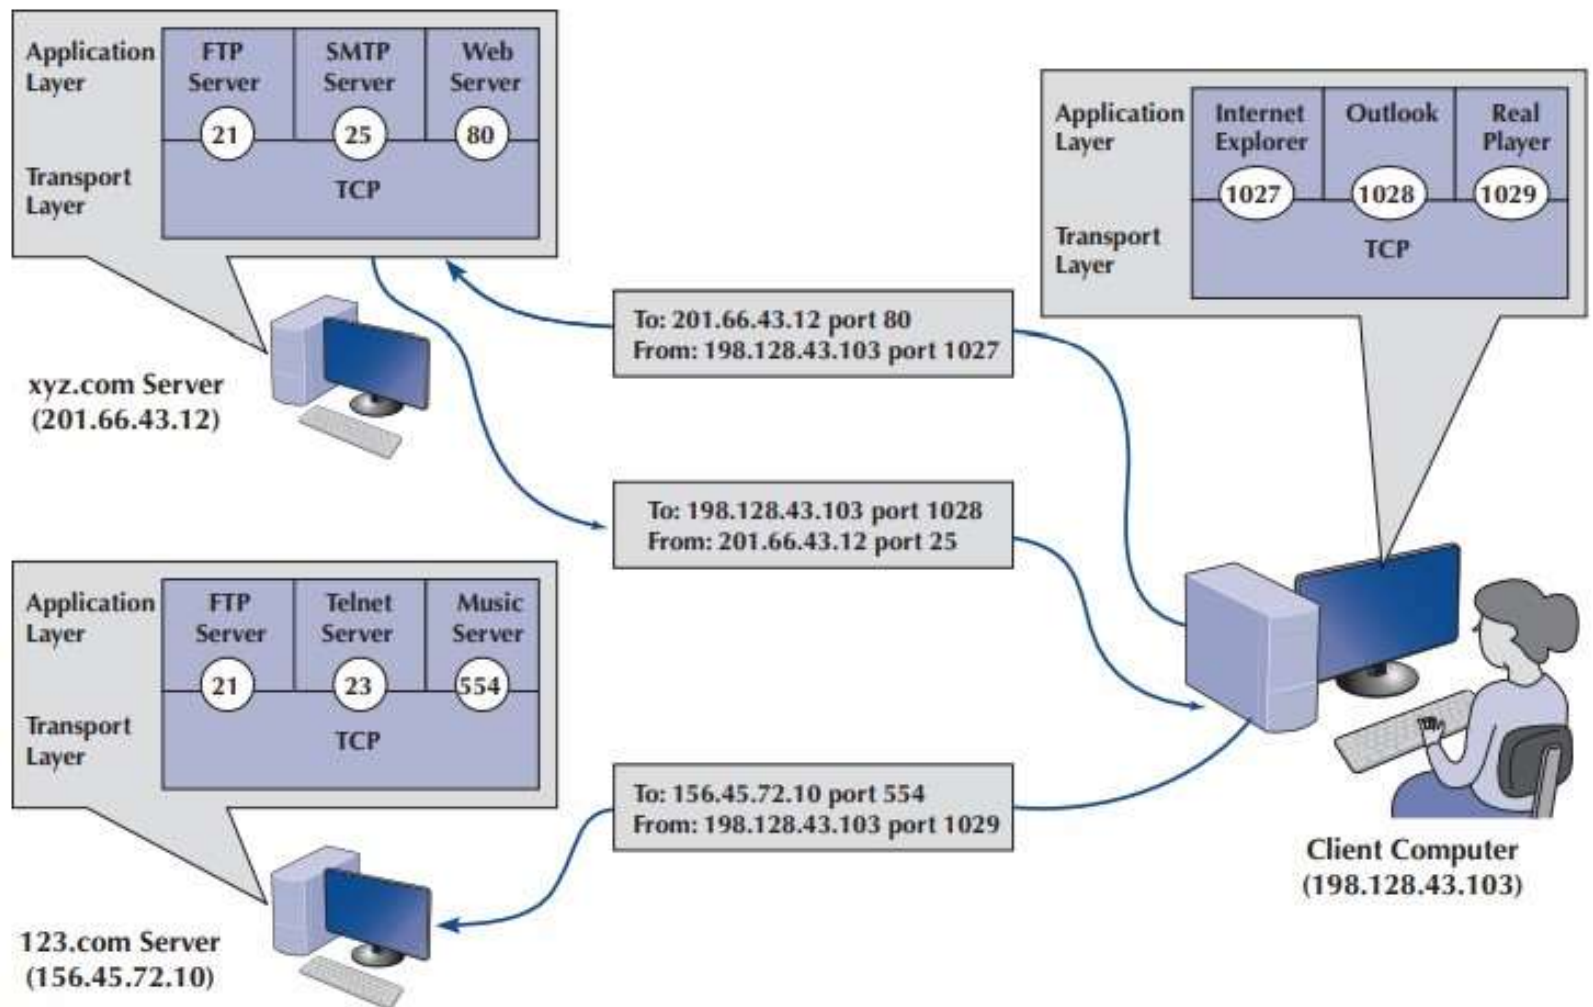 Application
Layer
FTP
Server
SMTP
Server
Web
Server
21
25
80
Transport
Layer
TCP
xyz.com Server
(201.66.43.12)
To: 201.66.43.12 port 80
From: 198.128.43.103 port 1027
Application
Layer
Internet
Explorer
Outlook
Real
Player
1027
1028
1029
Transport
Layer
TCP
To: 198.128.43.103 port 1028
From: 201.66.43.12 port 25
Application
Layer
FTP
Server
Telnet
Server
Music
Server
21
23
554
Transport
Layer
TCP
To: 156.45.72.10 port 554
From: 198.128.43.103 port 1029
Client Computer
(198.128.43.103)
123.com Server
(156.45.72.10)